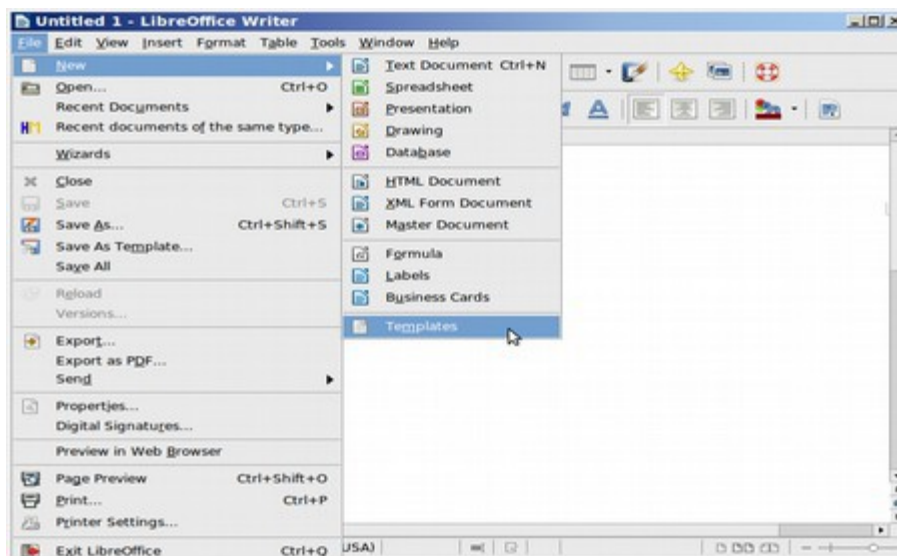 Untitled 1 - LibreOffice Writer
File Edit View Insert Format Table Tools Window Help
New
Open... Ctrl+O
Recent Documents
Recent documents of the same type...
Wizards
Close
Save Ctrl+S
Save As... Ctrl+Shift+S
Save As Template...
Save All
Reload
Versions...
Export...
Export as PDF...
Send
Properties...
Digital Signatures...
Preview in Web Browser
Page Preview Ctrl+Shift+O
Print... Ctrl+P
Printer Settings...
Exit LibreOffice Ctrl+Q
Text Document Ctrl+N
Spreadsheet
Presentation
Drawing
Database
HTML Document
XML Form Document
Master Document
Formula
Labels
Business Cards
Templates
USA)